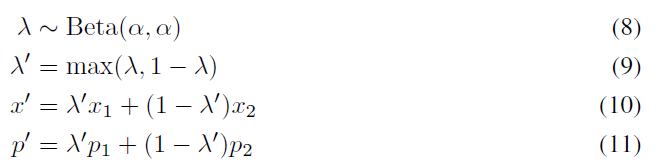 λ ∼ Beta(α, α) (8)
λ′ = max(λ, 1 − λ) (9)
x′ = λ′x₁ + (1 − λ′)x₂ (10)
p′ = λ′p₁ + (1 − λ′)p₂ (11)